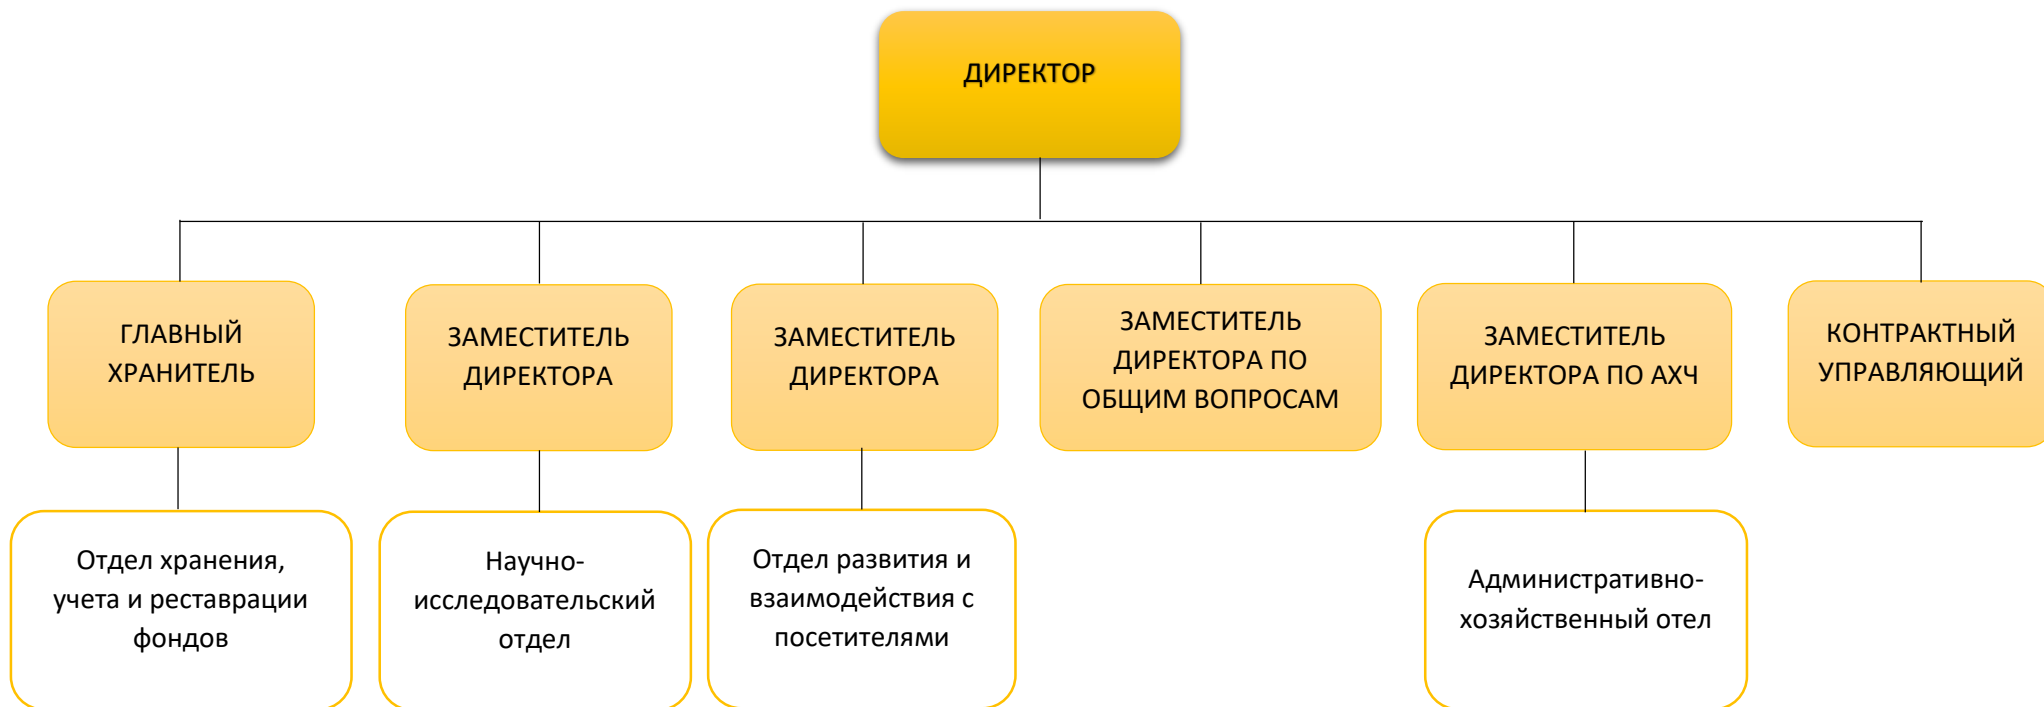 ДИРЕКТОР
ГЛАВНЫЙ
ХРАНИТЕЛЬ
ЗАМЕСТИТЕЛЬ
ДИРЕКТОРА
ЗАМЕСТИТЕЛЬ
ДИРЕКТОРА
ЗАМЕСТИТЕЛЬ
ДИРЕКТОРА ПО
ОБЩИМ ВОПРОСАМ
ЗАМЕСТИТЕЛЬ
ДИРЕКТОРА ПО АХЧ
КОНТРАКТНЫЙ
УПРАВЛЯЮЩИЙ
Отдел хранения,
учета и реставрации
фондов
Научно-
исследовательский
отдел
Отдел развития и
взаимодействия с
посетителями
Административно-
хозяйственный отел